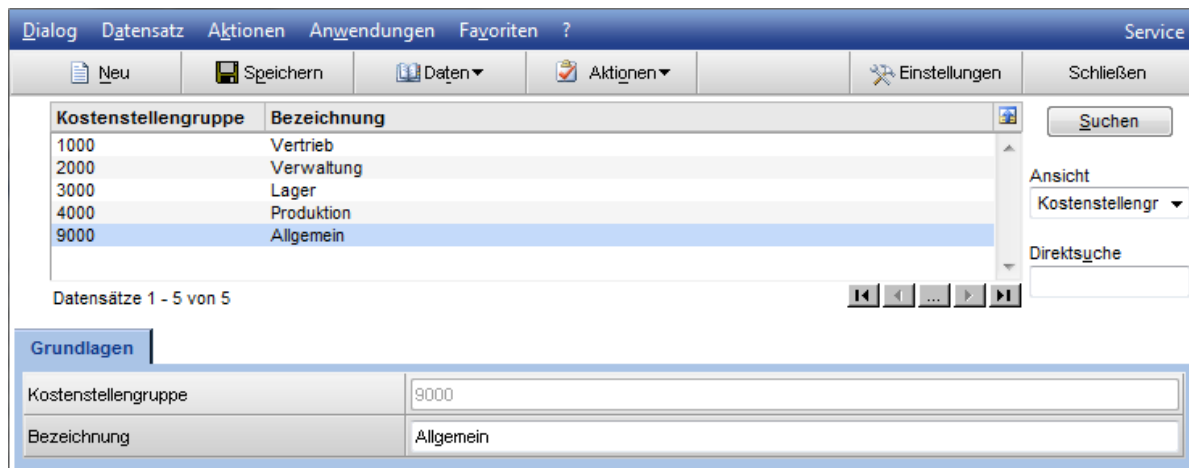 Dialog Datensatz Aktionen Anwendungen Favoriten ? Service
Neu Speichern Daten Aktionen Einstellungen Schließen
Kostenstellengruppe Bezeichnung
Suchen
1000 Vertrieb
2000 Verwaltung
3000 Lager
4000 Produktion
9000 Allgemein
Ansicht
Kostenstellengr
Direktsuche
Datensätze 1 - 5 von 5
...
Grundlagen
Kostenstellengruppe 9000
Bezeichnung Allgemein